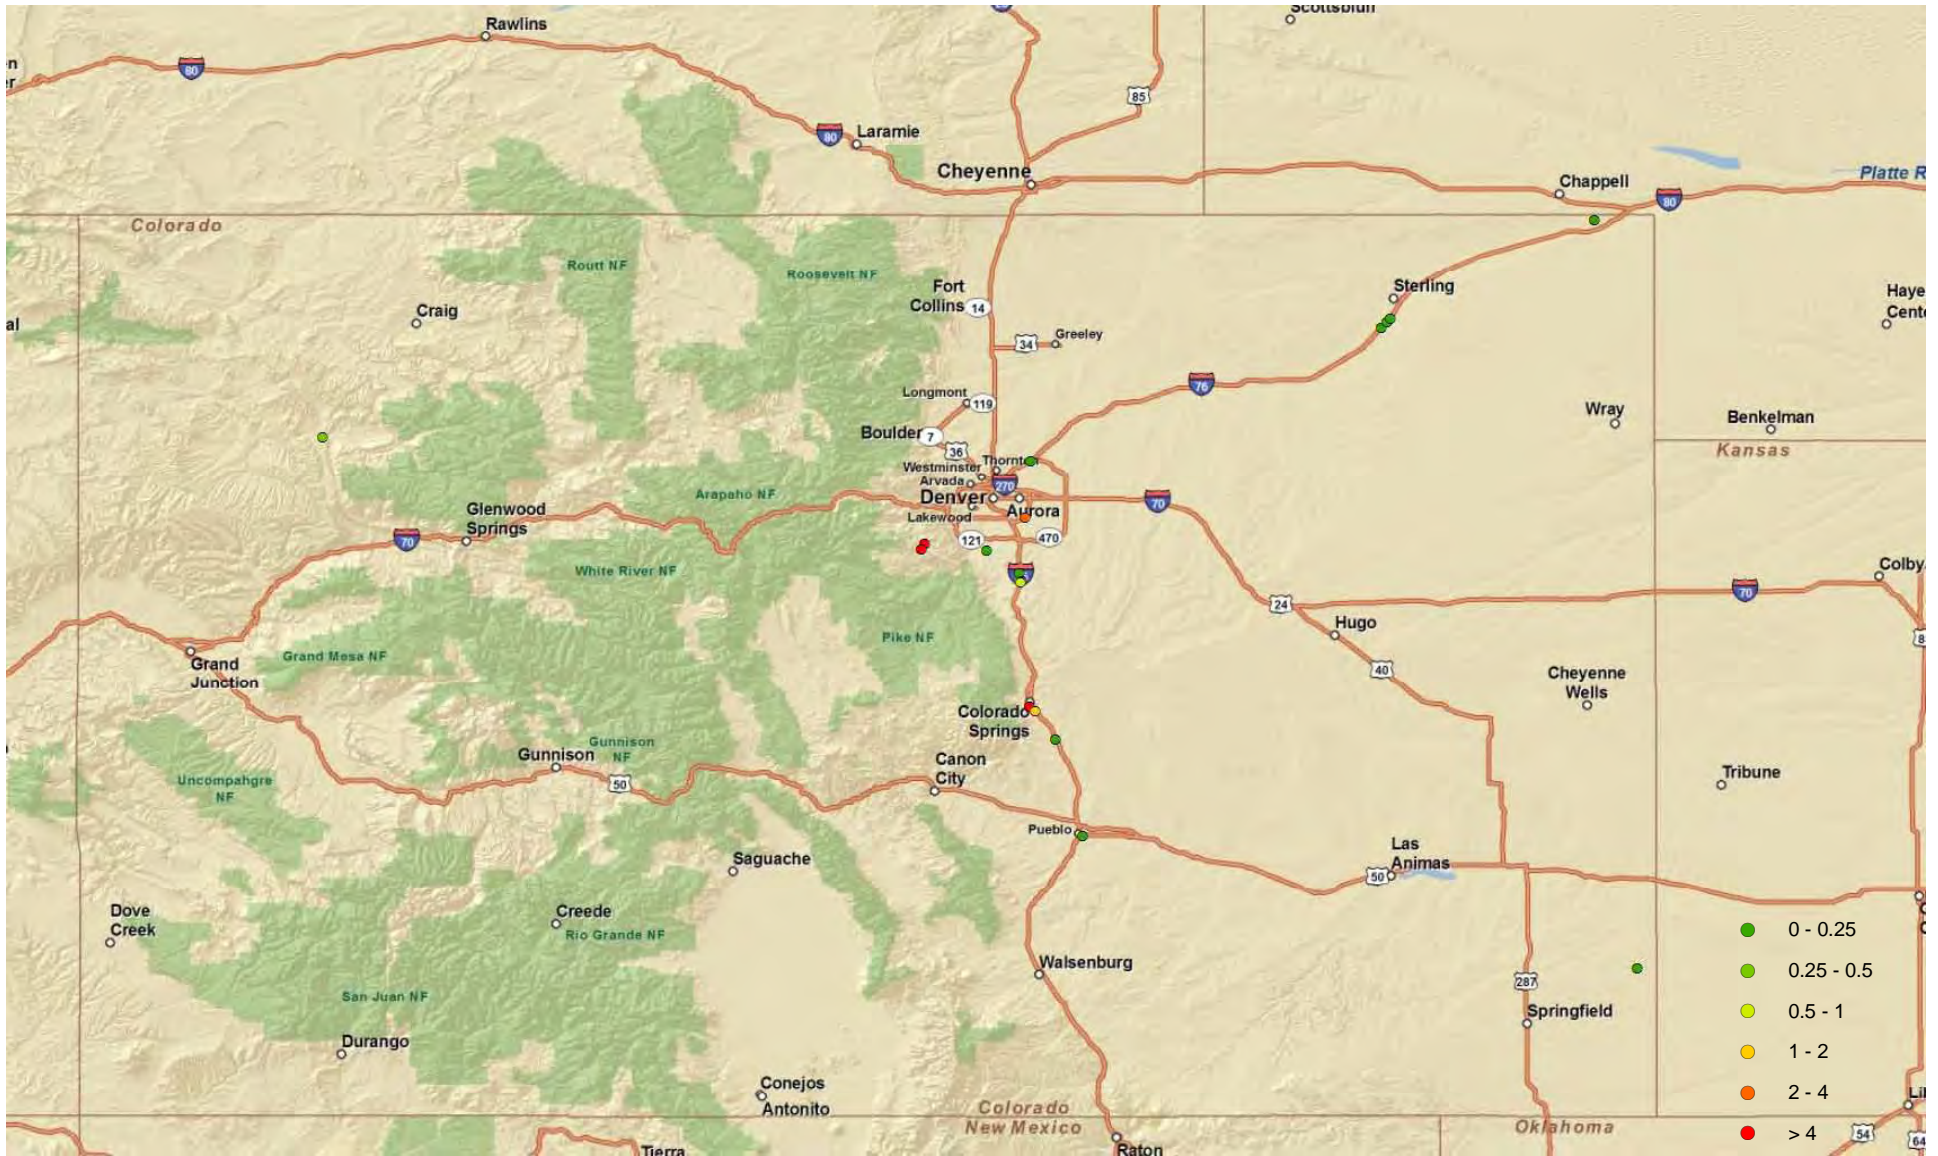 Rawlins
80
80
Laramie
Cheyenne
85
Chappell
80
Platte R
Colorado
Routt NF
Roosevelt NF
Craig
Fort
Collins
14
34
Greeley
Sterling
Haye
Cente
al
Longmont
119
Boulder
7
36
Westminster
Thornt
Arvada
270
Denver
Aurora
Lakewood
121
470
76
70
Wray
Benkelman
Kansas
Arapaho NF
Glenwood
Springs
70
White River NF
Grand Mesa NF
Grand
Junction
Pike NF
24
Hugo
40
Cheyenne
Wells
70
Colby
8
Colorado
Springs
Gunnison
Gunnison
NF
50
Canon
City
Uncompahgre
NF
Tribune
Pueblo
Las
Animas
50
Saguache
Dove
Creek
Creede
Rio Grande NF
San Juan NF
Durango
Walsenburg
287
Springfield
Conejos
Antonito
Colorado
New Mexico
Oklahoma
Raton
54
64
0 - 0.25
0.25 - 0.5
0.5 - 1
1 - 2
2 - 4
> 4